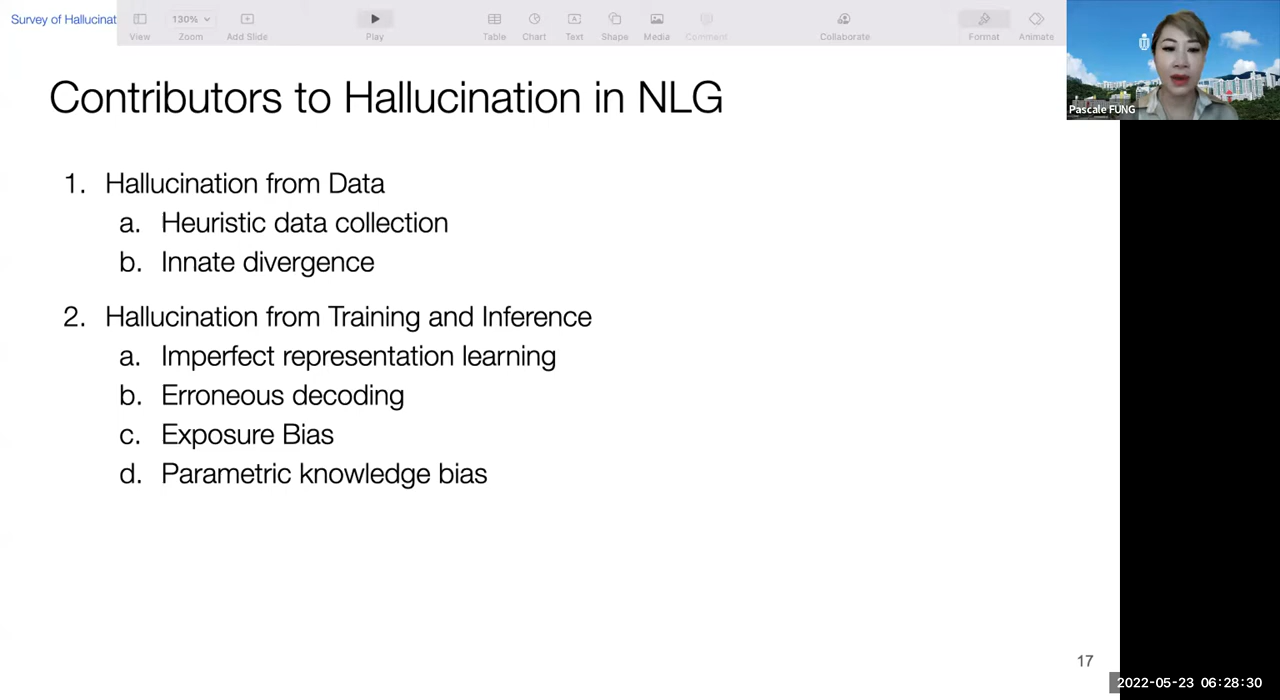 Survey of Hallucinat
130%
View
Zoom
Add Slide
Play
Table
Chart
Text
Shape
Media
Comment
Collaborate
Format
Animate
Pascale FUNG
Contributors to Hallucination in NLG
1. Hallucination from Data
a. Heuristic data collection
b. Innate divergence
2. Hallucination from Training and Inference
a. Imperfect representation learning
b. Erroneous decoding
c. Exposure Bias
d. Parametric knowledge bias
17
2022-05-23 06:28:30